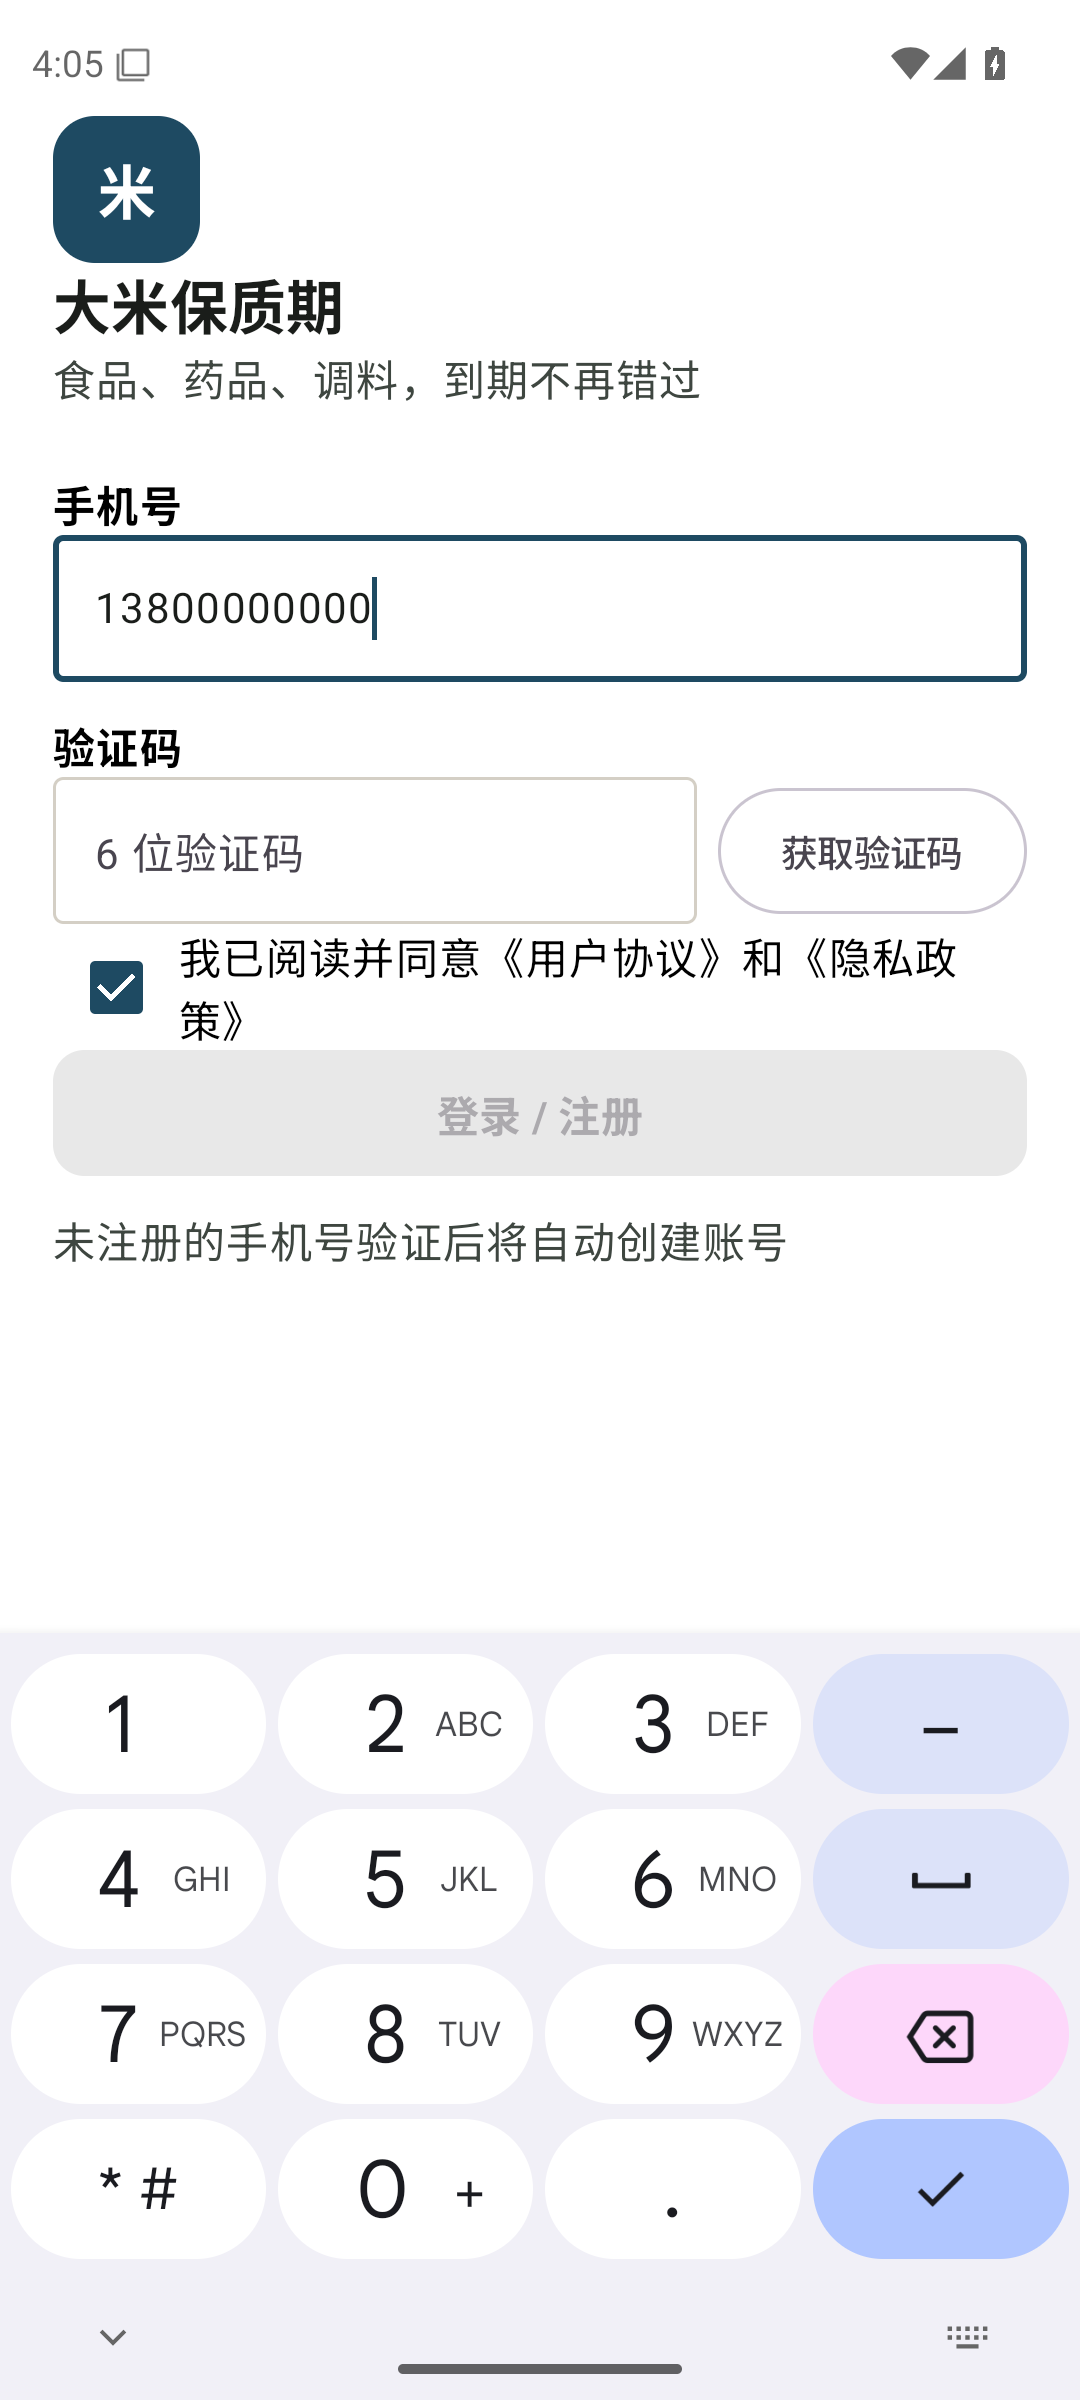 4:05
米
大米保质期
食品、药品、调料，到期不再错过
手机号
13800000000
验证码
6 位验证码
获取验证码
我已阅读并同意《用户协议》和《隐私政
策》
登录 / 注册
未注册的手机号验证后将自动创建账号
1
2 ABC
3 DEF
–
4 GHI
5 JKL
6 MNO
7 PQRS
8 TUV
9 WXYZ
* #
0 +
.